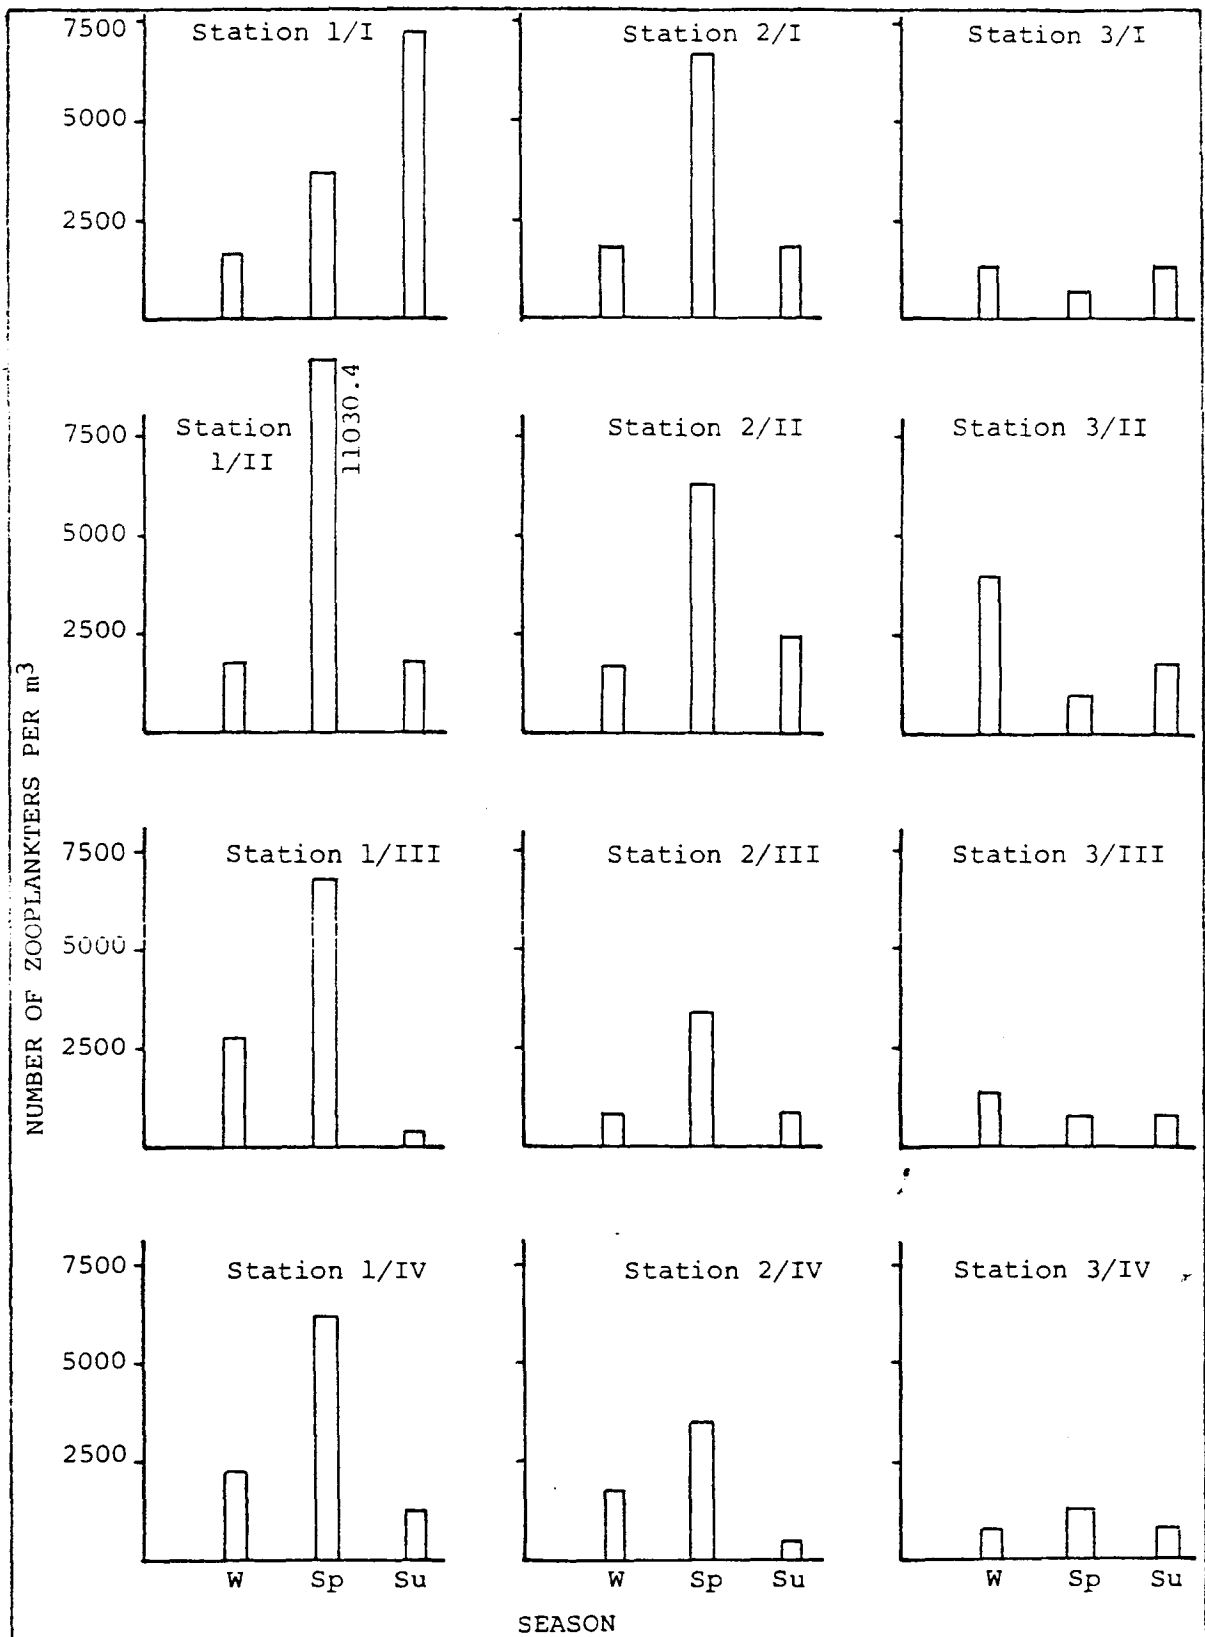 7500
Station 1/I
Station 2/I
Station 3/I
5000
2500
11030.4
7500
Station
1/II
Station 2/II
Station 3/II
5000
2500
NUMBER OF ZOOPLANKTERS PER m³
7500
Station 1/III
Station 2/III
Station 3/III
5000
2500
7500
Station 1/IV
Station 2/IV
Station 3/IV
5000
2500
W Sp Su
W Sp Su
W Sp Su
SEASON